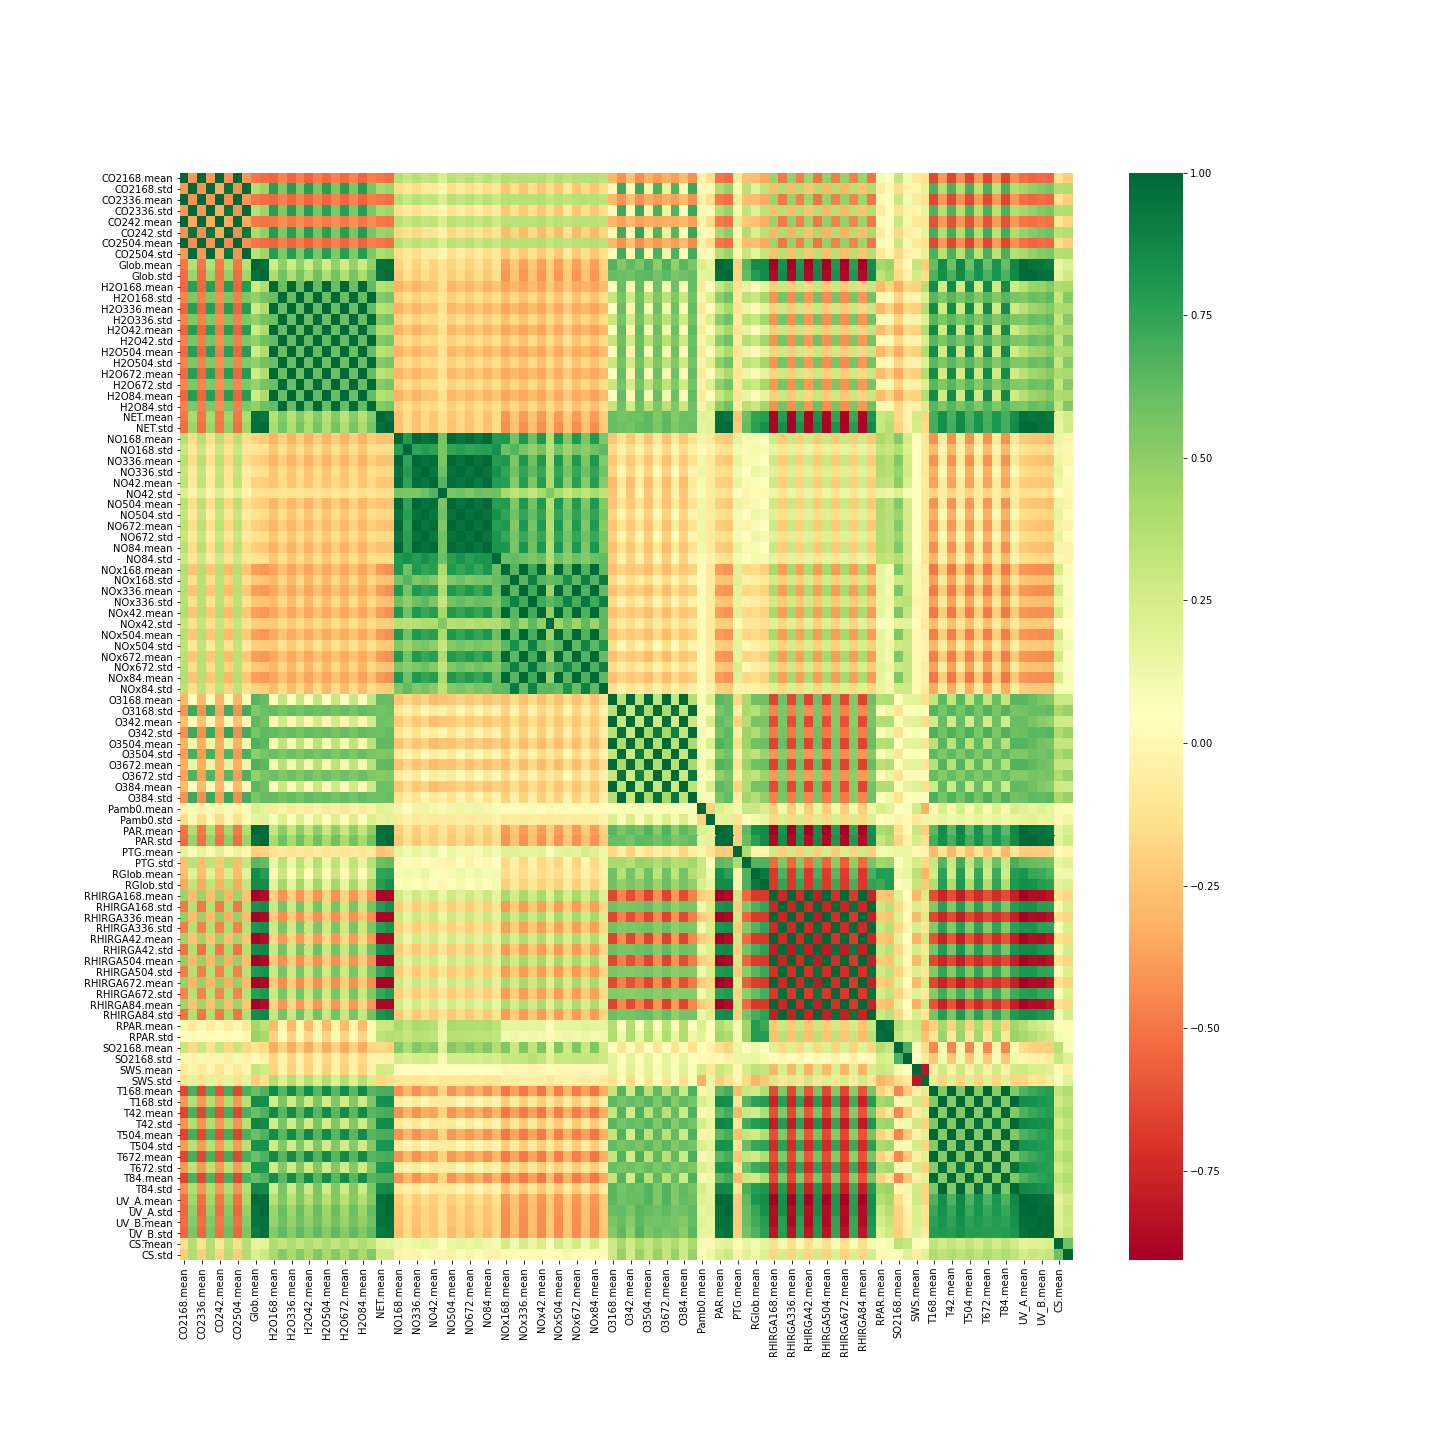 CO2168.mean
CO2168.std
CO2336.mean
CO2336.std
CO242.mean
CO242.std
CO2504.mean
CO2504.std
Glob.mean
Glob.std
H2O168.mean
H2O168.std
H2O336.mean
H2O336.std
H2O42.mean
H2O42.std
H2O504.mean
H2O504.std
H2O672.mean
H2O672.std
H2O84.mean
H2O84.std
NET.mean
NET.std
NO168.mean
NO168.std
NO336.mean
NO336.std
NO42.mean
NO42.std
NO504.mean
NO504.std
NO672.mean
NO672.std
NO84.mean
NO84.std
NOx168.mean
NOx168.std
NOx336.mean
NOx336.std
NOx42.mean
NOx42.std
NOx504.mean
NOx504.std
NOx672.mean
NOx672.std
NOx84.mean
NOx84.std
O3168.mean
O3168.std
O342.mean
O342.std
O3504.mean
O3504.std
O3672.mean
O3672.std
O384.mean
O384.std
Pamb0.mean
Pamb0.std
PAR.mean
PAR.std
PTG.mean
PTG.std
RGlob.mean
RGlob.std
RHIRGA168.mean
RHIRGA168.std
RHIRGA336.mean
RHIRGA336.std
RHIRGA42.mean
RHIRGA42.std
RHIRGA504.mean
RHIRGA504.std
RHIRGA672.mean
RHIRGA672.std
RHIRGA84.mean
RHIRGA84.std
RPAR.mean
RPAR.std
SO2168.mean
SO2168.std
SWS.mean
SWS.std
T168.mean
T168.std
T42.mean
T42.std
T504.mean
T504.std
T672.mean
T672.std
T84.mean
T84.std
UV_A.mean
UV_A.std
UV_B.mean
UV_B.std
CS.mean
CS.std
CO2168.mean
CO2336.mean
CO242.mean
CO2504.mean
Glob.mean
H2O168.mean
H2O336.mean
H2O42.mean
H2O504.mean
H2O672.mean
H2O84.mean
NET.mean
NO168.mean
NO336.mean
NO42.mean
NO504.mean
NO672.mean
NO84.mean
NOx168.mean
NOx336.mean
NOx42.mean
NOx504.mean
NOx672.mean
NOx84.mean
O3168.mean
O342.mean
O3504.mean
O3672.mean
O384.mean
Pamb0.mean
PAR.mean
PTG.mean
RGlob.mean
RHIRGA168.mean
RHIRGA336.mean
RHIRGA42.mean
RHIRGA504.mean
RHIRGA672.mean
RHIRGA84.mean
RPAR.mean
SO2168.mean
SWS.mean
T168.mean
T42.mean
T504.mean
T672.mean
T84.mean
UV_A.mean
UV_B.mean
CS.mean
1.00
0.75
0.50
0.25
0.00
−0.25
−0.50
−0.75